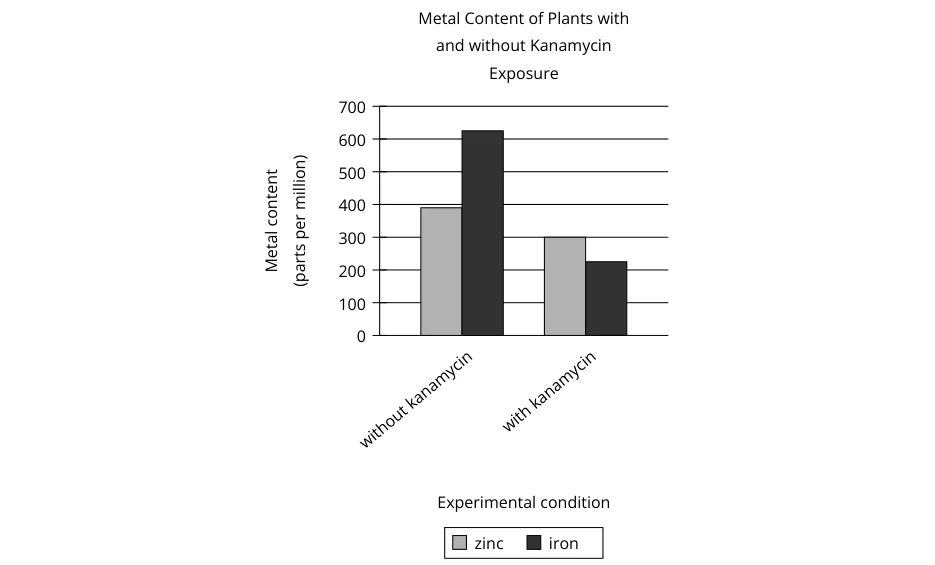 Metal Content of Plants with
and without Kanamycin
Exposure
Metal content
(parts per million)
700
600
500
400
300
200
100
0
without kanamycin
with kanamycin
Experimental condition
zinc
iron